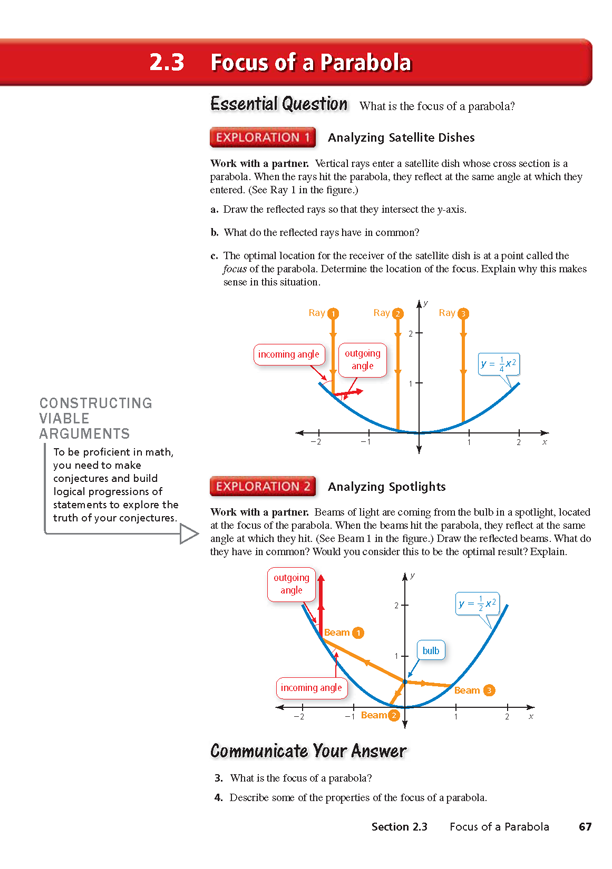 2.3 Focus of a Parabola
Essential Question What is the focus of a parabola?
EXPLORATION 1 Analyzing Satellite Dishes
Work with a partner. Vertical rays enter a satellite dish whose cross section is a
parabola. When the rays hit the parabola, they reflect at the same angle at which they
entered. (See Ray 1 in the figure.)
a. Draw the reflected rays so that they intersect the y-axis.
b. What do the reflected rays have in common?
c. The optimal location for the receiver of the satellite dish is at a point called the
focus of the parabola. Determine the location of the focus. Explain why this makes
sense in this situation.
y
Ray 1 Ray 2 Ray 3
2
incoming angle
outgoing
angle
y = 1/4 x²
1
−2 −1 1 2 x
CONSTRUCTING
VIABLE
ARGUMENTS
To be proficient in math,
you need to make
conjectures and build
logical progressions of
statements to explore the
truth of your conjectures.
EXPLORATION 2 Analyzing Spotlights
Work with a partner. Beams of light are coming from the bulb in a spotlight, located
at the focus of the parabola. When the beams hit the parabola, they reflect at the same
angle at which they hit. (See Beam 1 in the figure.) Draw the reflected beams. What do
they have in common? Would you consider this to be the optimal result? Explain.
outgoing
angle
y
2
y = 1/2 x²
Beam 1
bulb
1
incoming angle
Beam 3
−2 −1 Beam 2 1 2 x
Communicate Your Answer
3. What is the focus of a parabola?
4. Describe some of the properties of the focus of a parabola.
Section 2.3 Focus of a Parabola 67